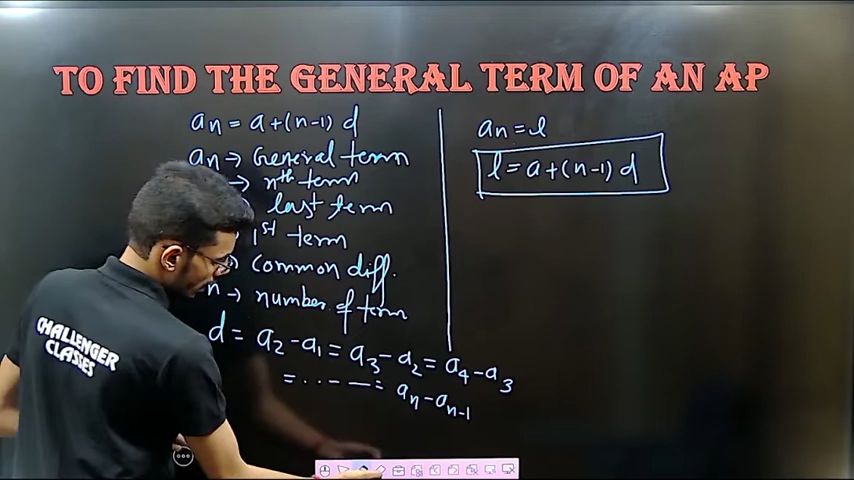 TO FIND THE GENERAL TERM OF AN AP
an = a+(n-1) d
an → General term
→ nth term
last term
1st term
common diff.
n → number of term
d = a2 - a1 = a3 - a2 = a4 - a3
= ..- - - = an - an-1
an = l
l = a+(n-1) d
CHALLENGER
CLASSES